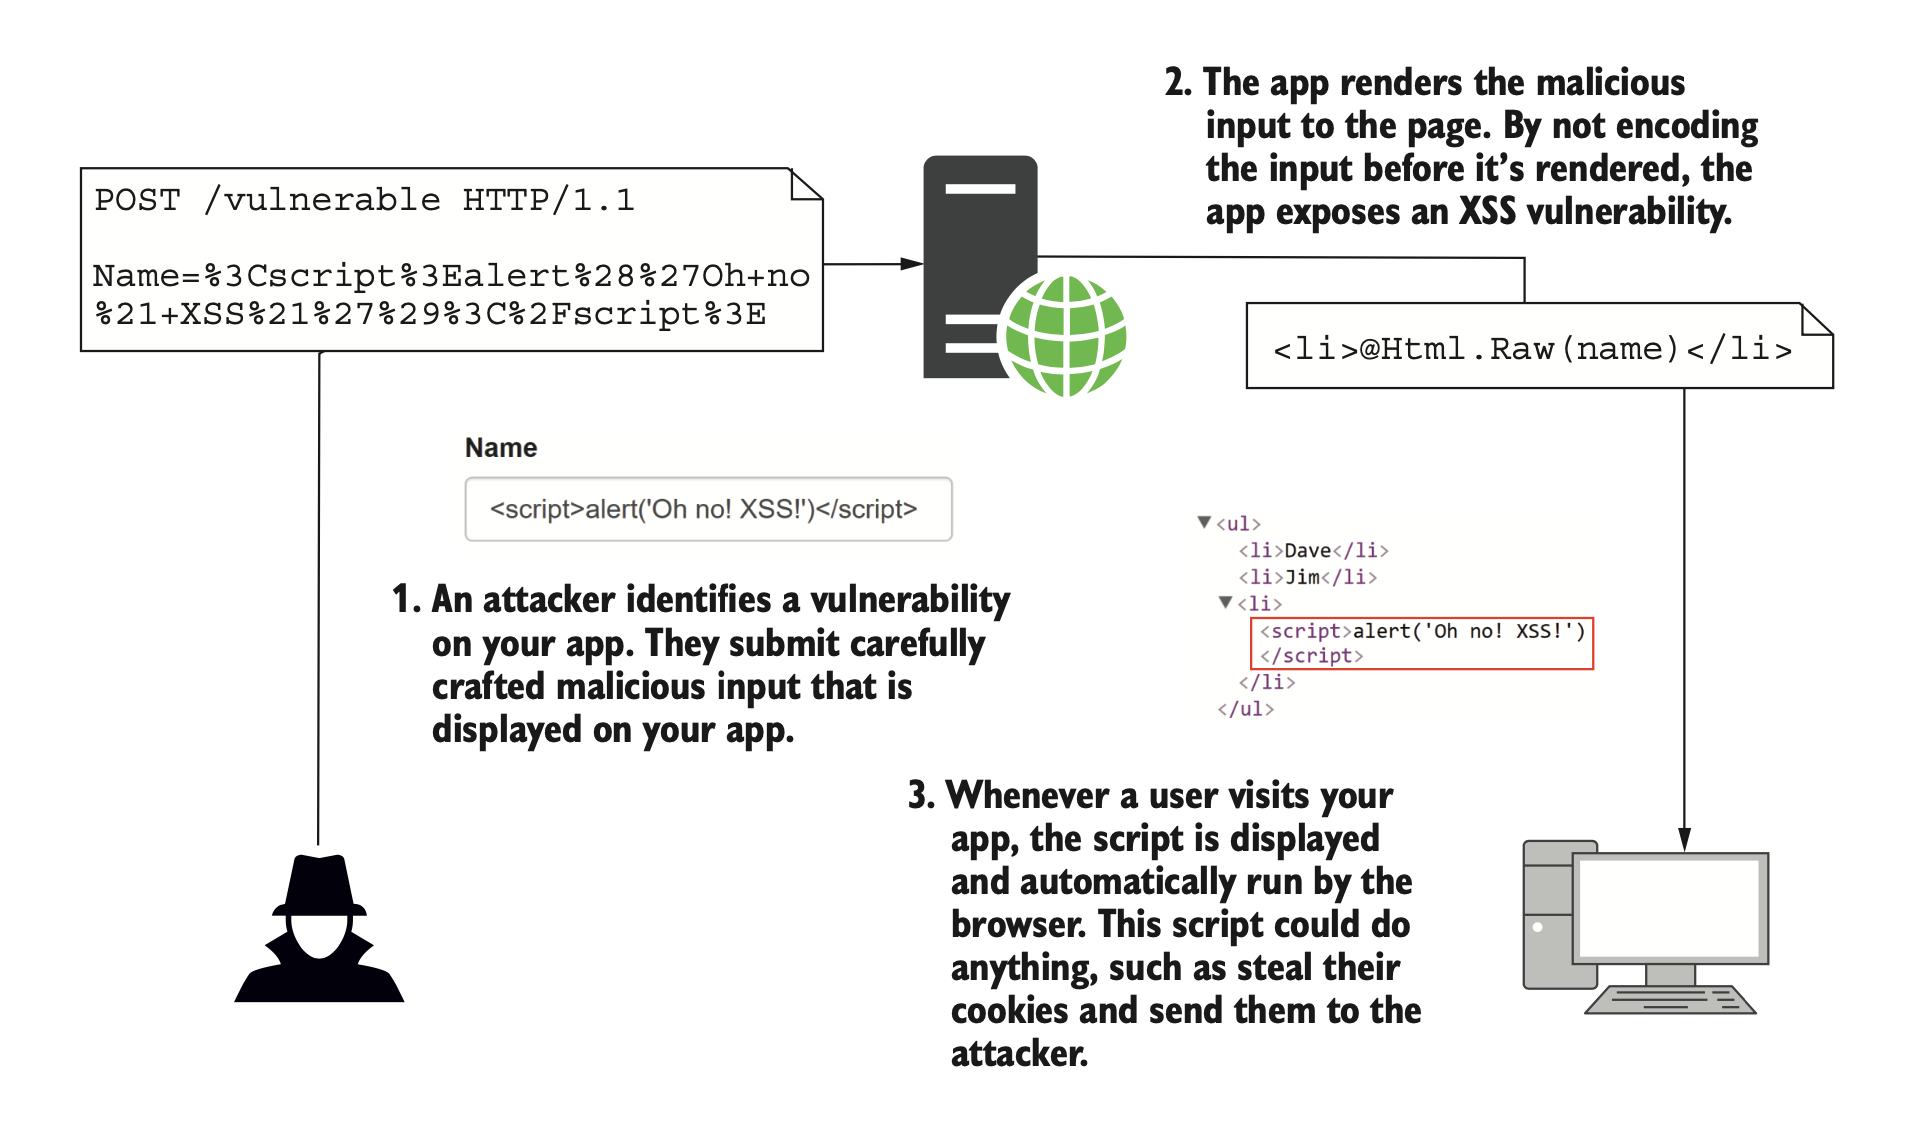 POST /vulnerable HTTP/1.1
Name=%3Cscript%3Ealert%28%27Oh+no
%21+XSS%21%27%29%3C%2Fscript%3E
2. The app renders the malicious
input to the page. By not encoding
the input before it’s rendered, the
app exposes an XSS vulnerability.
<li>@Html.Raw(name)</li>
Name
<script>alert('Oh no! XSS!')</script>
1. An attacker identifies a vulnerability
on your app. They submit carefully
crafted malicious input that is
displayed on your app.
▼<ul>
<li>Dave</li>
<li>Jim</li>
▼<li>
<script>alert('Oh no! XSS!')
</script>
</li>
</ul>
3. Whenever a user visits your
app, the script is displayed
and automatically run by the
browser. This script could do
anything, such as steal their
cookies and send them to the
attacker.